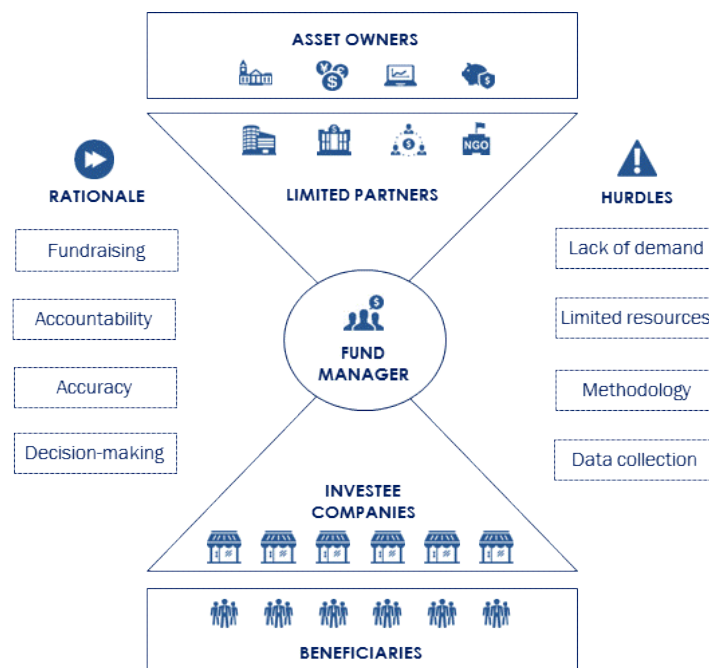 ASSET OWNERS
¥ € $
$
NGO
LIMITED PARTNERS
RATIONALE
Fundraising
Accountability
Accuracy
Decision-making
HURDLES
Lack of demand
Limited resources
Methodology
Data collection
$
FUND
MANAGER
INVESTEE
COMPANIES
BENEFICIARIES